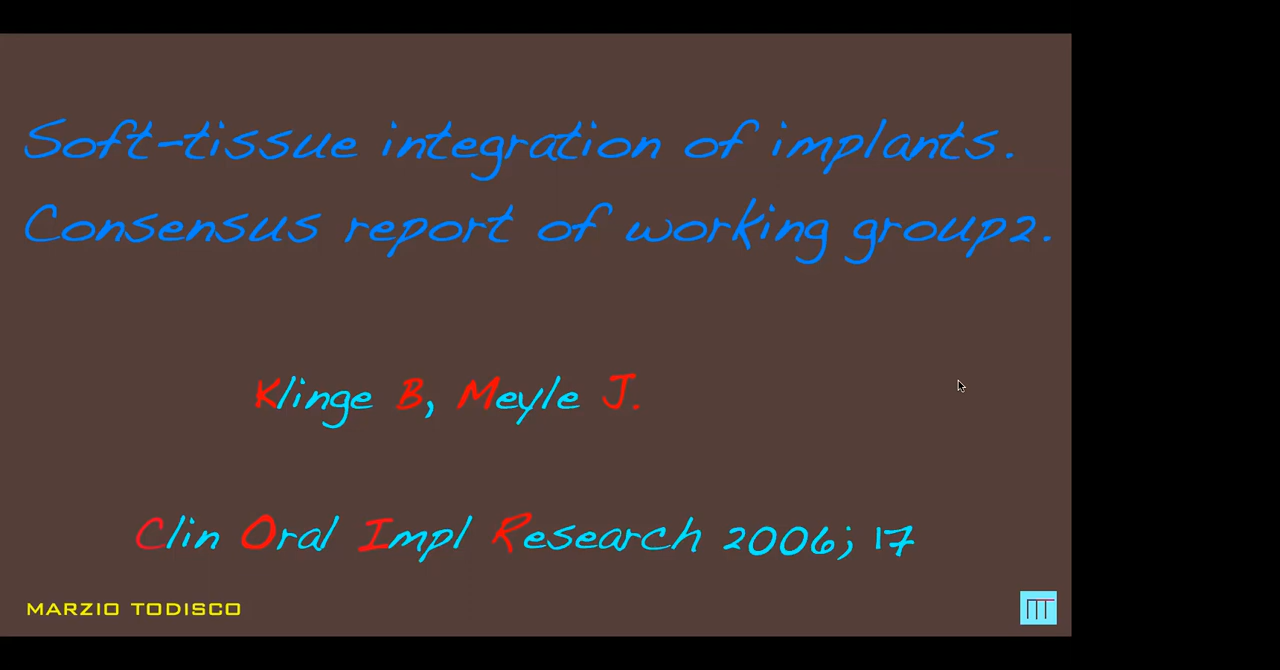 Soft-tissue integration of implants.
Consensus report of working group2.
Klinge B, Meyle J.
Clin Oral Impl Research 2006; 17
MARZIO TODISCO